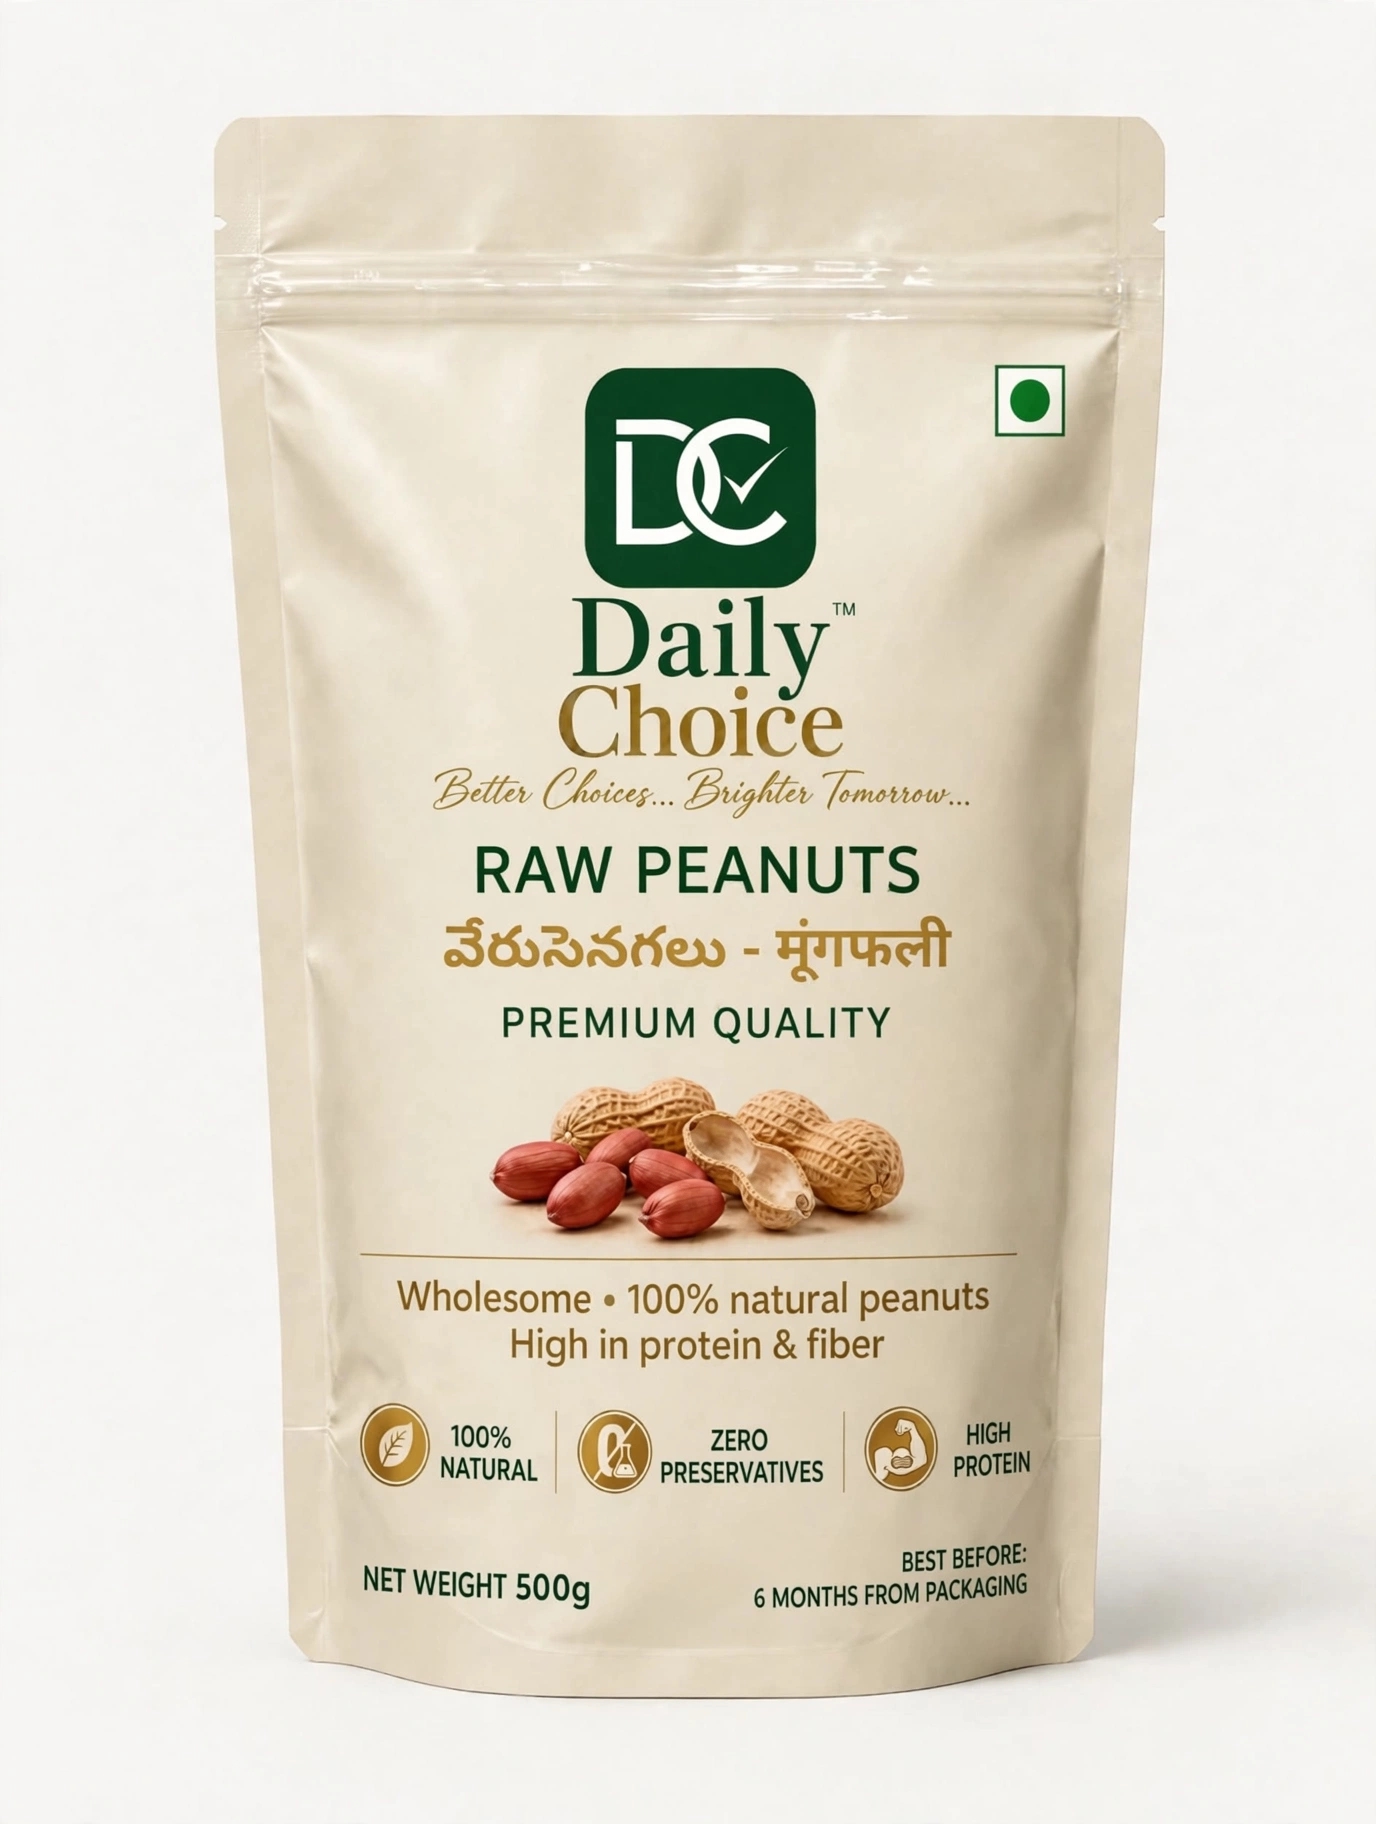 DC
Daily™
Choice
Better Choices... Brighter Tomorrow...
RAW PEANUTS
వేరుసెనగలు - मूंगफली
PREMIUM QUALITY
Wholesome • 100% natural peanuts
High in protein & fiber
100%
NATURAL
ZERO
PRESERVATIVES
HIGH
PROTEIN
NET WEIGHT 500g
BEST BEFORE:
6 MONTHS FROM PACKAGING